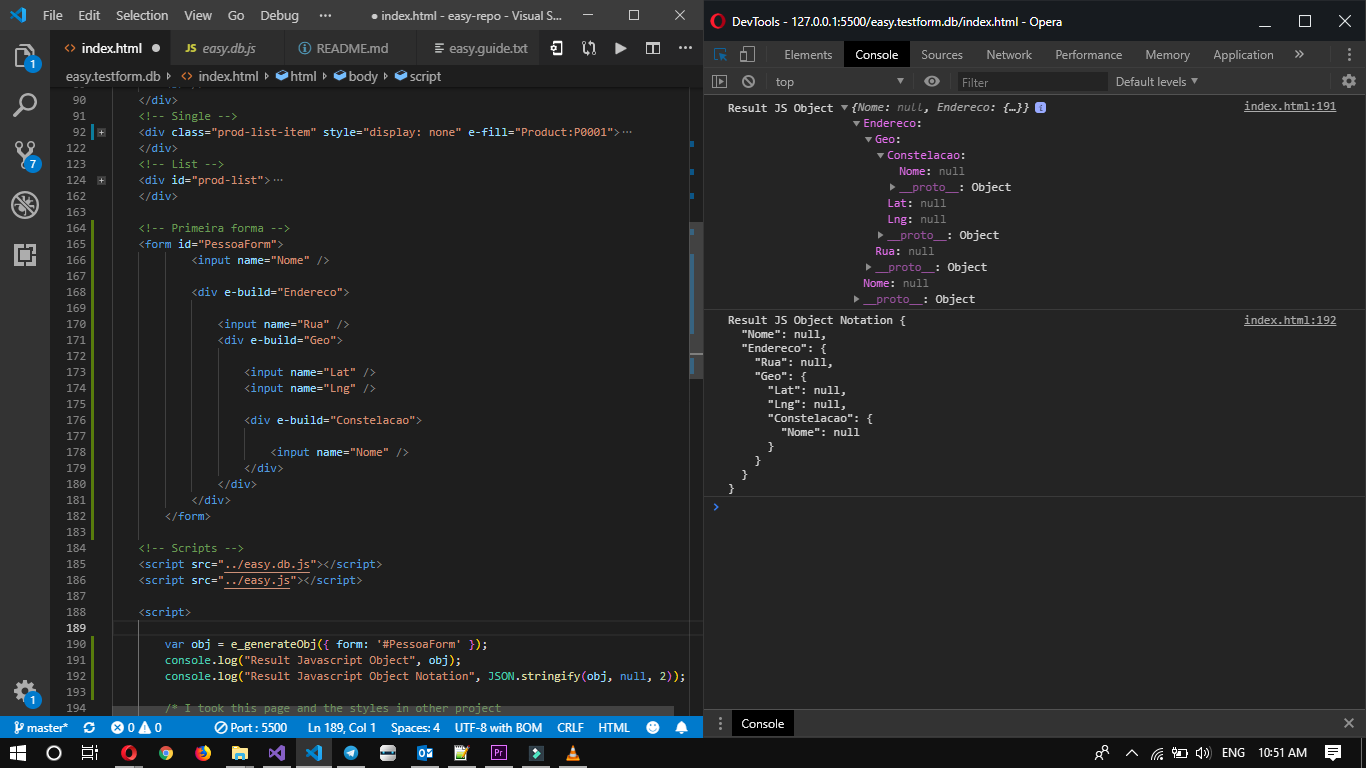 File Edit Selection View Go Debug ••• ● index.html - easy-repo - Visual S...
index.html ● JS easy.db.js README.md easy.guide.txt
easy.testform.db › index.html › html › body › script
90 </div>
91 <!-- Single -->
92 <div class="prod-list-item" style="display: none" e-fill="Product:P0001">…
122 </div>
123 <!-- List -->
124 <div id="prod-list">…
162 </div>
163
164 <!-- Primeira forma -->
165 <form id="PessoaForm">
166 <input name="Nome" />
167
168 <div e-build="Endereco">
169
170 <input name="Rua" />
171 <div e-build="Geo">
172
173 <input name="Lat" />
174 <input name="Lng" />
175
176 <div e-build="Constelacao">
177
178 <input name="Nome" />
179 </div>
180 </div>
181 </div>
182 </form>
183
184 <!-- Scripts -->
185 <script src="../easy.db.js"></script>
186 <script src="../easy.js"></script>
187
188 <script>
189
190 var obj = e_generateObj({ form: '#PessoaForm' });
191 console.log("Result Javascript Object", obj);
192 console.log("Result Javascript Object Notation", JSON.stringify(obj, null, 2));
193
194 /* I took this page and the styles in other project
1
7
1
master* 0 0 Port : 5500 Ln 189, Col 1 Spaces: 4 UTF-8 with BOM CRLF HTML
DevTools - 127.0.0.1:5500/easy.testform.db/index.html - Opera
Elements Console Sources Network Performance Memory Application »
top Filter Default levels
Result JS Object {Nome: null, Endereco: {…}} i index.html:191
Endereco:
Geo:
Constelacao:
Nome: null
__proto__: Object
Lat: null
Lng: null
__proto__: Object
Rua: null
__proto__: Object
Nome: null
__proto__: Object
Result JS Object Notation { index.html:192
"Nome": null,
"Endereco": {
"Rua": null,
"Geo": {
"Lat": null,
"Lng": null,
"Constelacao": {
"Nome": null
}
}
}
}
Console
Pr ENG 10:51 AM